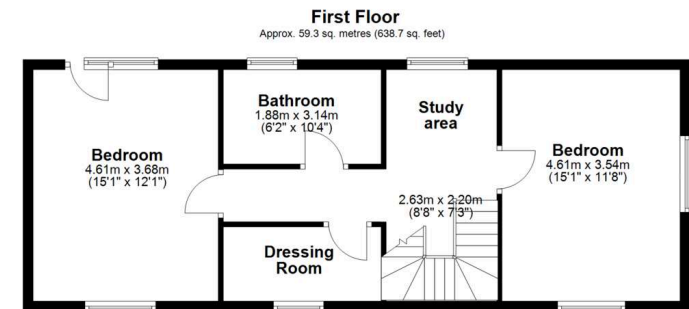 First Floor
Approx. 59.3 sq. metres (638.7 sq. feet)
Bathroom
1.88m x 3.14m
(6'2" x 10'4")
Study
area
Bedroom
4.61m x 3.68m
(15'1" x 12'1")
Bedroom
4.61m x 3.54m
(15'1" x 11'8")
2.63m x 2.20m
(8'8" x 7'3")
Dressing
Room